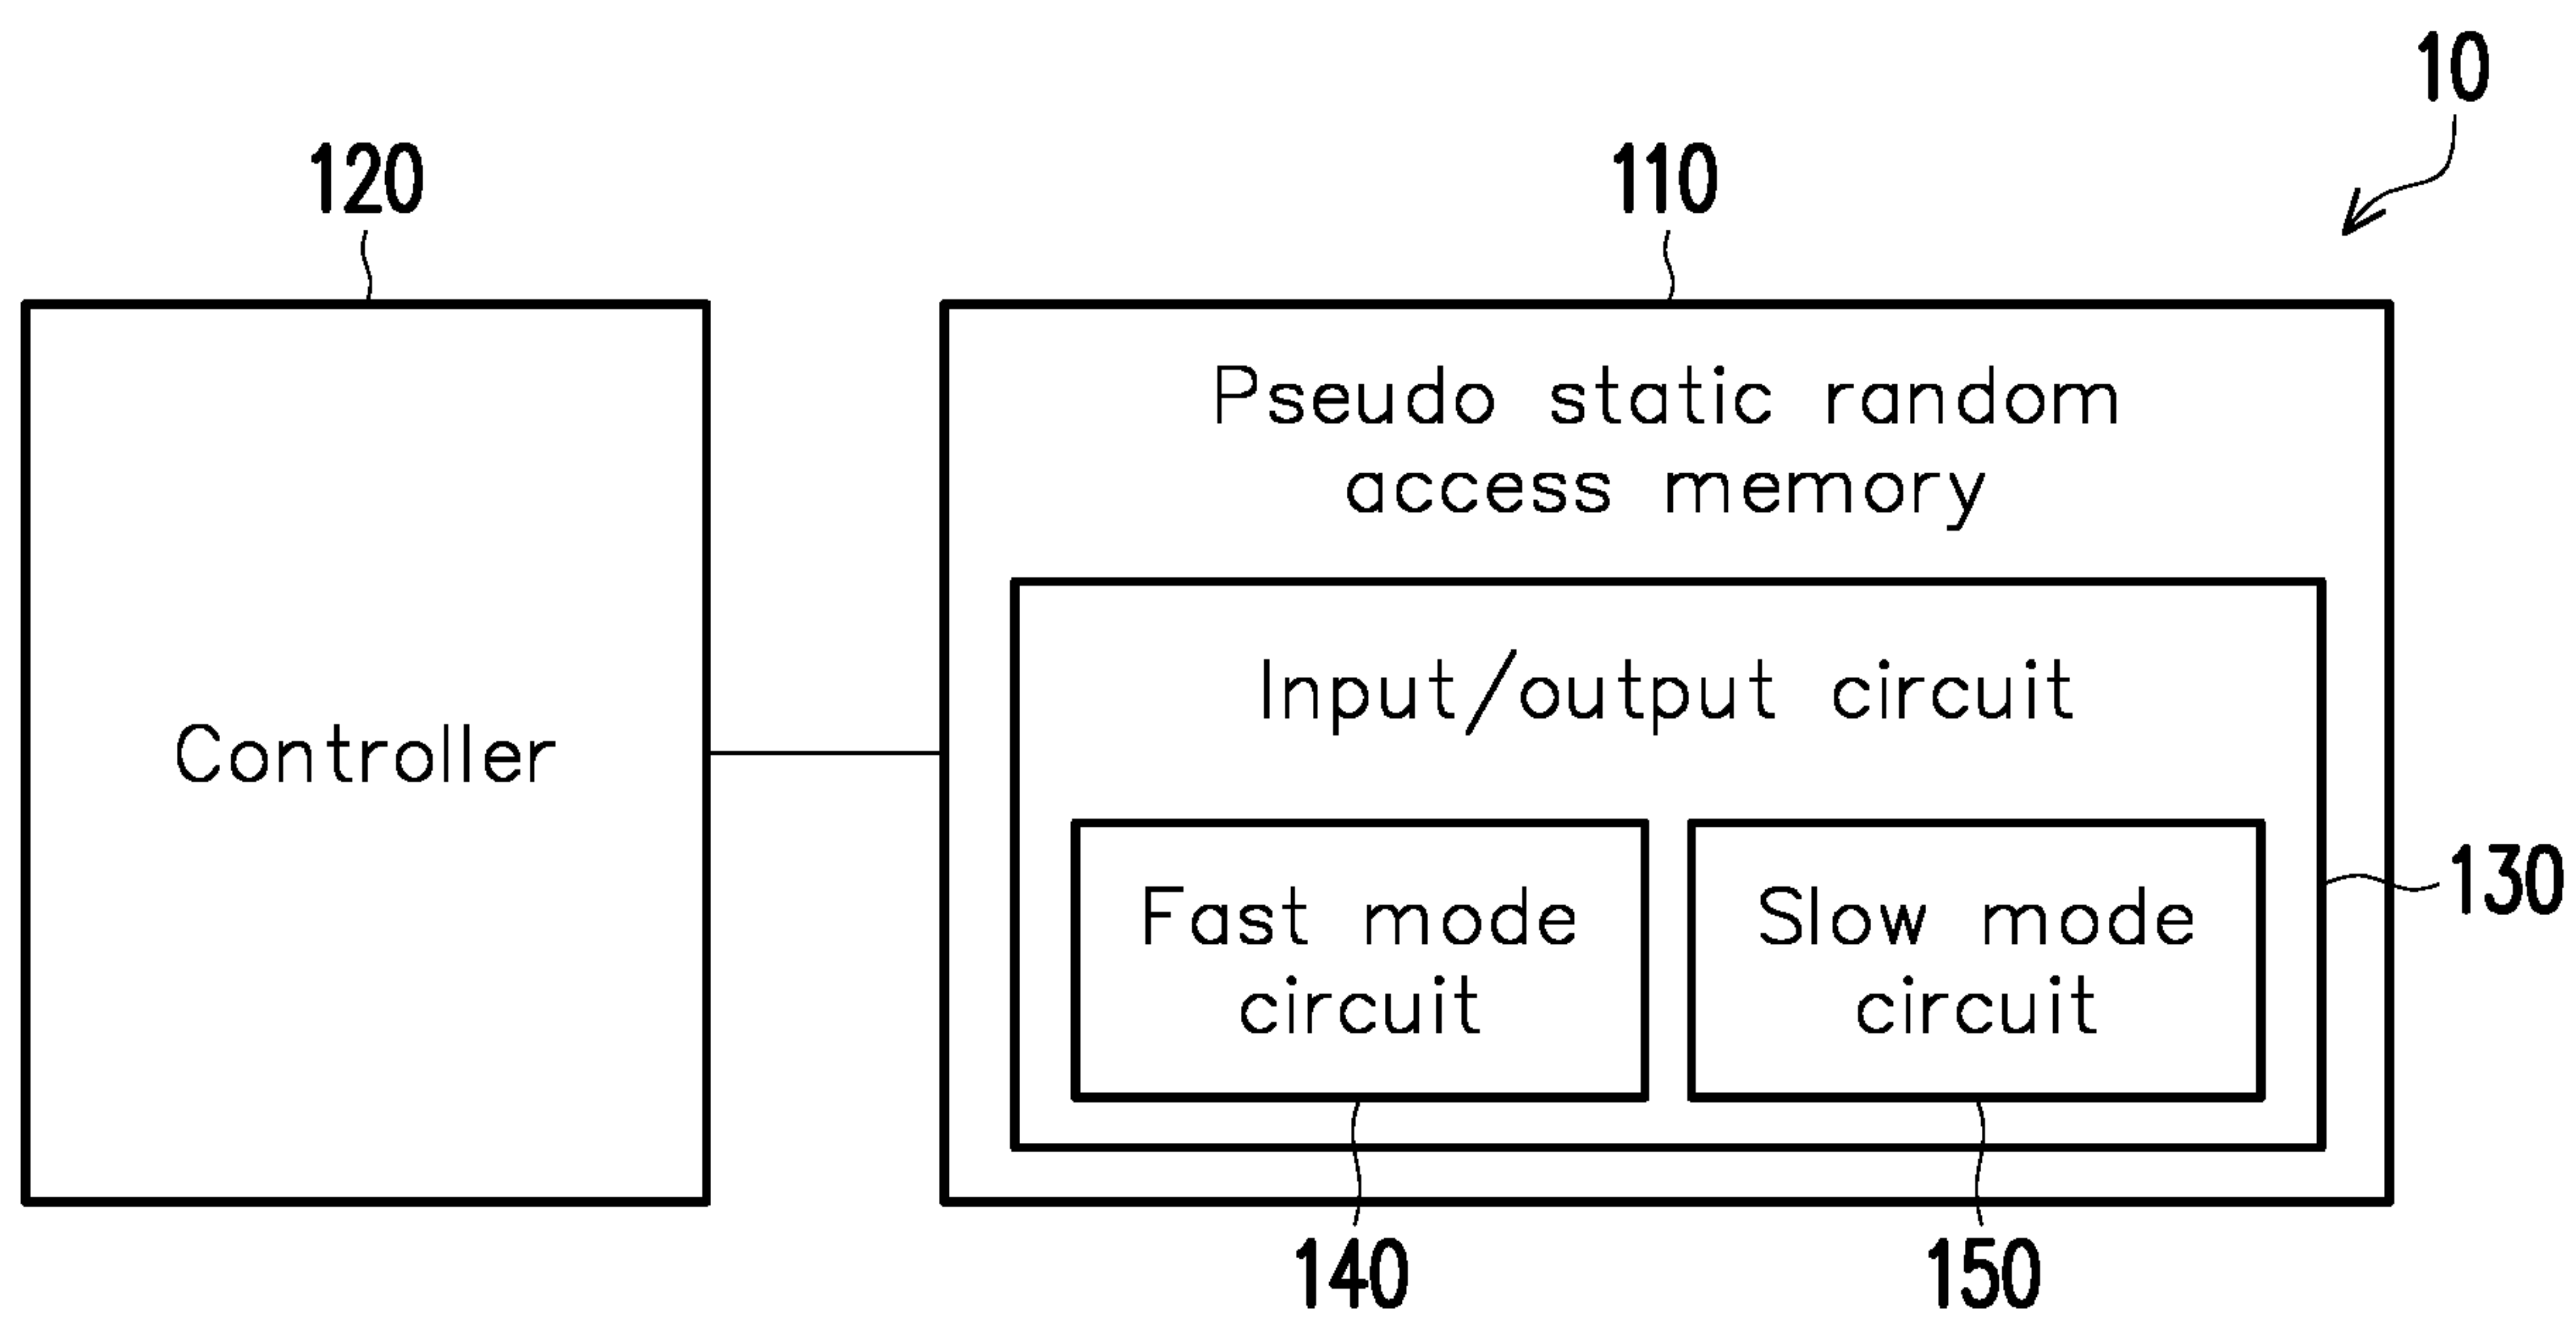 10
120
110
Pseudo static random
access memory
Input/output circuit
Controller
Fast mode
circuit
Slow mode
circuit
130
140
150